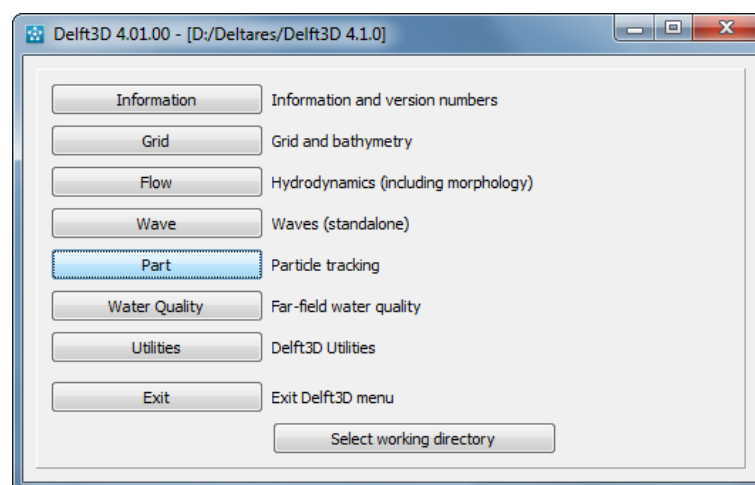 Delft3D 4.01.00 - [D:/Deltares/Delft3D 4.1.0]
Information Information and version numbers
Grid Grid and bathymetry
Flow Hydrodynamics (including morphology)
Wave Waves (standalone)
Part Particle tracking
Water Quality Far-field water quality
Utilities Delft3D Utilities
Exit Exit Delft3D menu
Select working directory